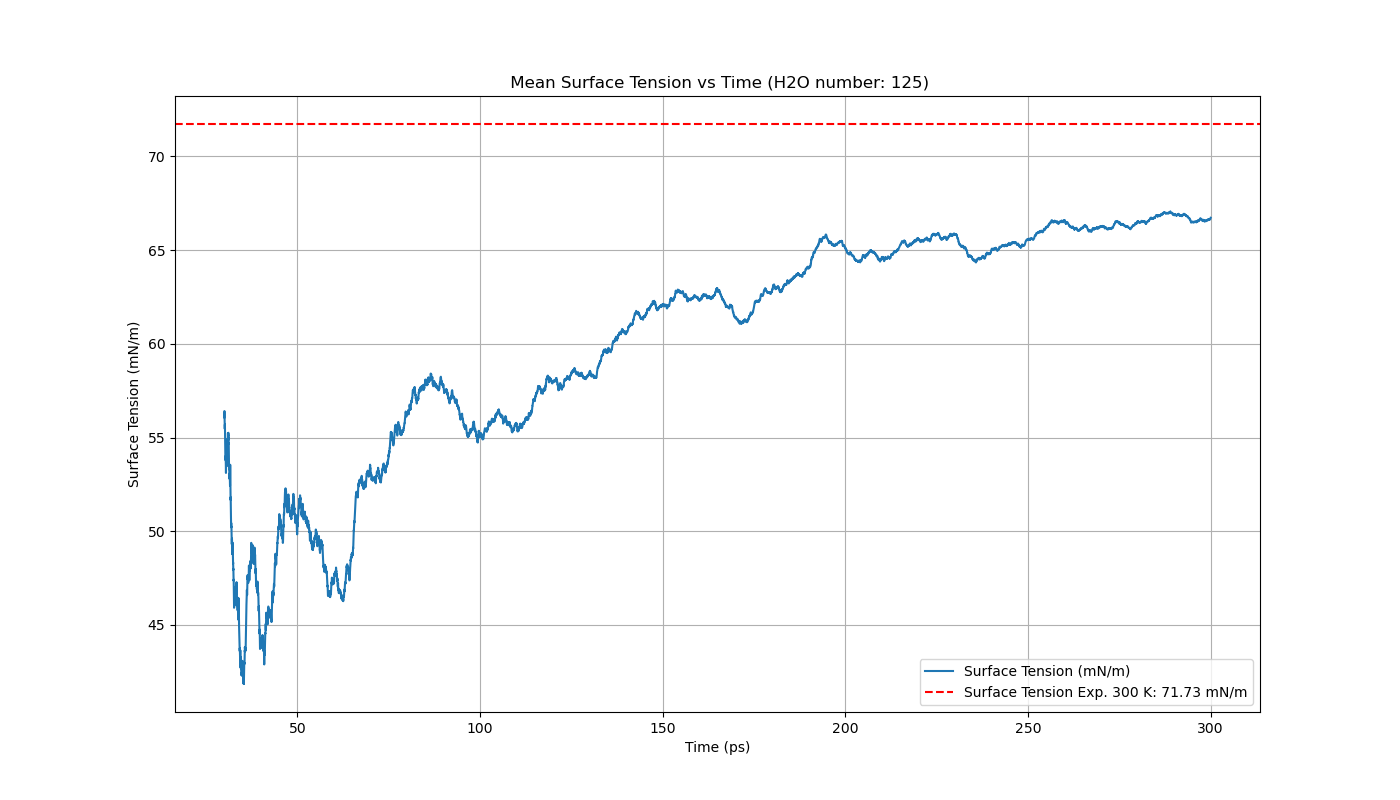 Mean Surface Tension vs Time (H2O number: 125)
Surface Tension (mN/m)
70
65
60
55
50
45
50
100
150
200
250
300
Time (ps)
Surface Tension (mN/m)
Surface Tension Exp. 300 K: 71.73 mN/m